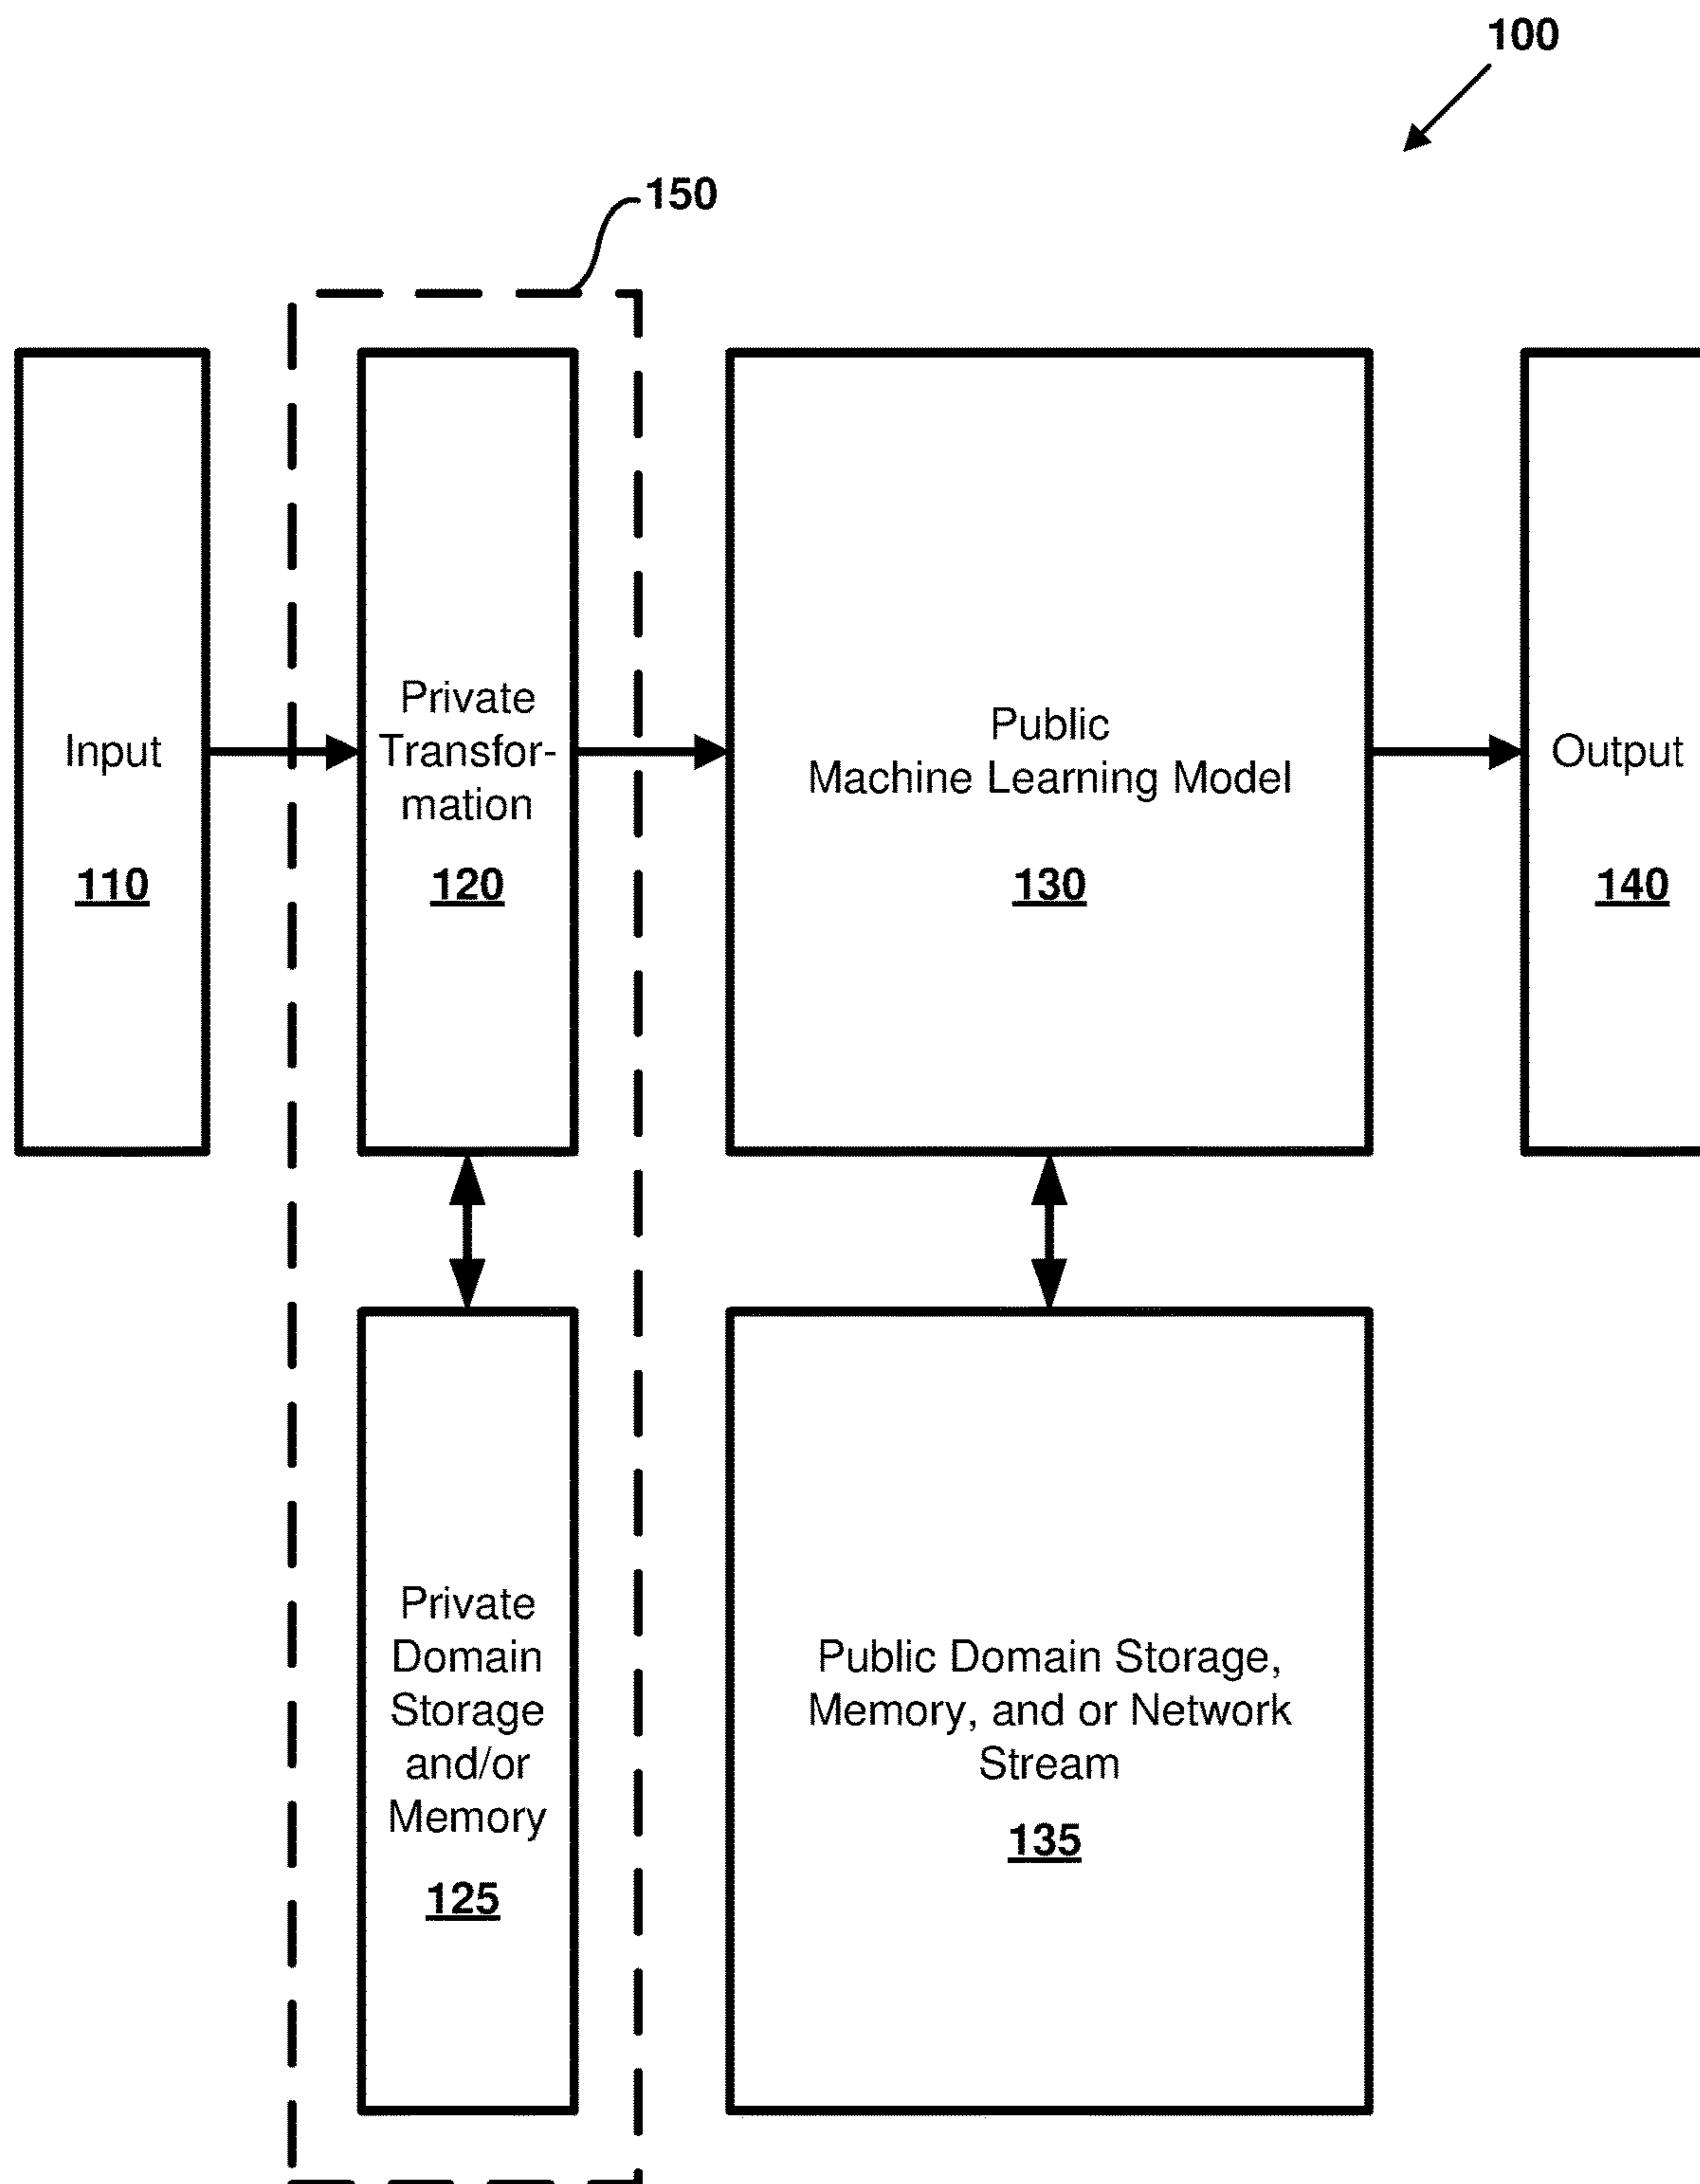 100
150
Input
110
Private
Transfor-
mation
120
Public
Machine Learning Model
130
Output
140
Private
Domain
Storage
and/or
Memory
125
Public Domain Storage,
Memory, and or Network
Stream
135